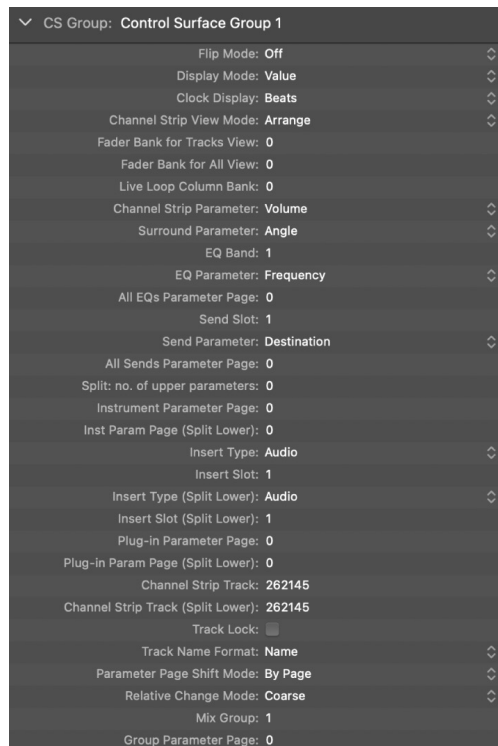 CS Group: Control Surface Group 1
Flip Mode: Off
Display Mode: Value
Clock Display: Beats
Channel Strip View Mode: Arrange
Fader Bank for Tracks View: 0
Fader Bank for All View: 0
Live Loop Column Bank: 0
Channel Strip Parameter: Volume
Surround Parameter: Angle
EQ Band: 1
EQ Parameter: Frequency
All EQs Parameter Page: 0
Send Slot: 1
Send Parameter: Destination
All Sends Parameter Page: 0
Split: no. of upper parameters: 0
Instrument Parameter Page: 0
Inst Param Page (Split Lower): 0
Insert Type: Audio
Insert Slot: 1
Insert Type (Split Lower): Audio
Insert Slot (Split Lower): 1
Plug-in Parameter Page: 0
Plug-in Param Page (Split Lower): 0
Channel Strip Track: 262145
Channel Strip Track (Split Lower): 262145
Track Lock:
Track Name Format: Name
Parameter Page Shift Mode: By Page
Relative Change Mode: Coarse
Mix Group: 1
Group Parameter Page: 0